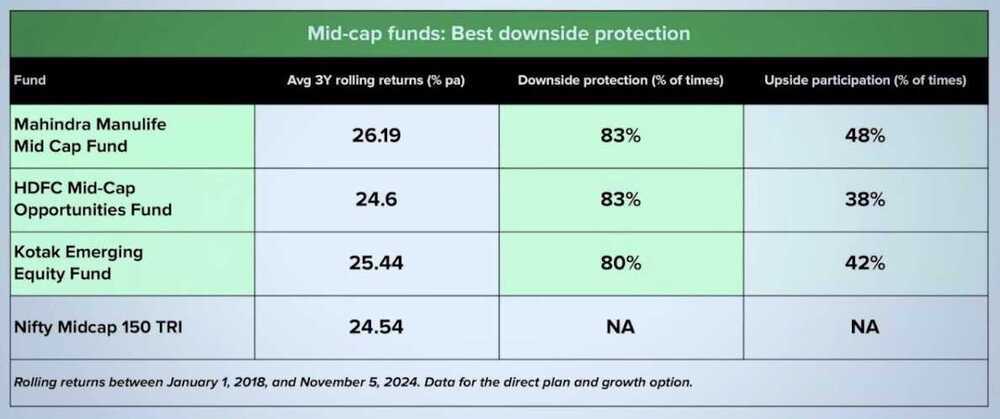 Mid-cap funds: Best downside protection
Fund Avg 3Y rolling returns (% pa) Downside protection (% of times) Upside participation (% of times)
Mahindra Manulife
Mid Cap Fund 26.19 83% 48%
HDFC Mid-Cap
Opportunities Fund 24.6 83% 38%
Kotak Emerging
Equity Fund 25.44 80% 42%
Nifty Midcap 150 TRI 24.54 NA NA
Rolling returns between January 1, 2018, and November 5, 2024. Data for the direct plan and growth option.